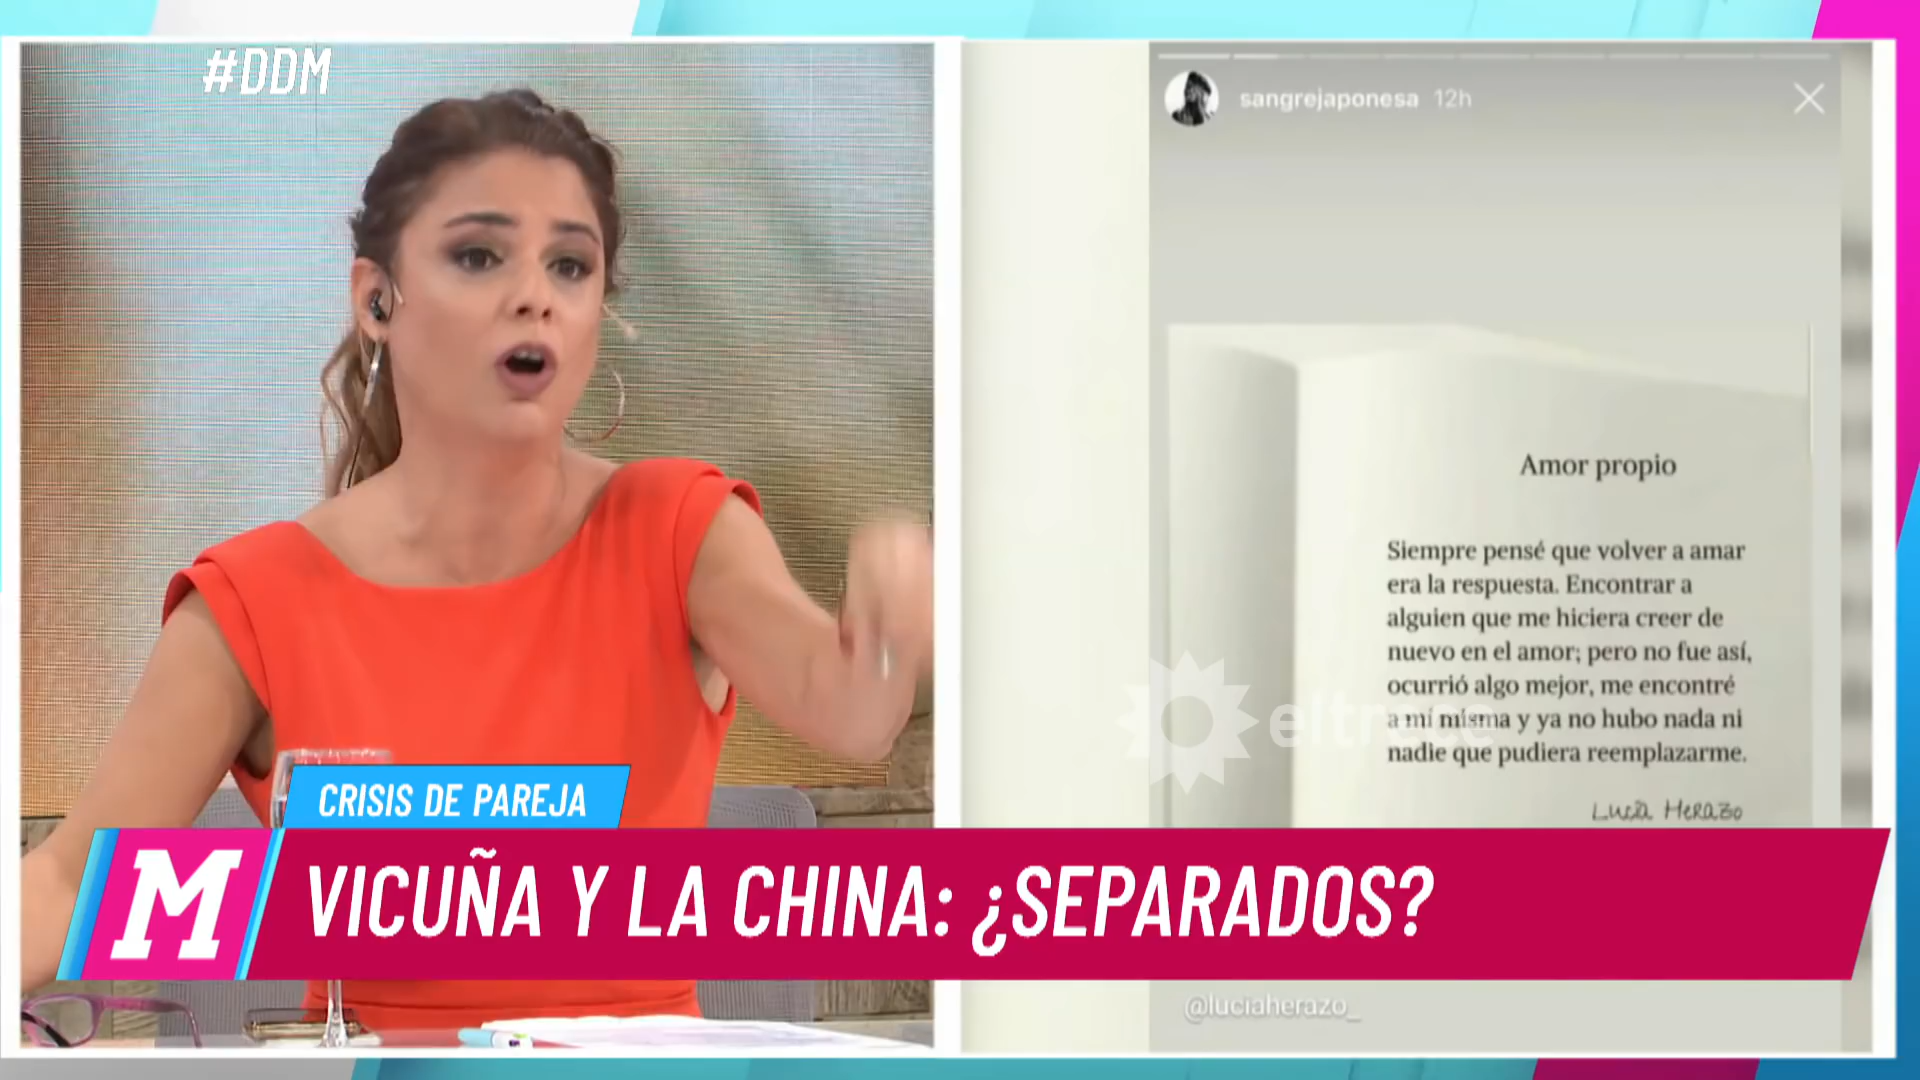 #DDM
sangrejaponesa 12h
Amor propio
Siempre pensé que volver a amar
era la respuesta. Encontrar a
alguien que me hiciera creer de
nuevo en el amor; pero no fue así,
ocurrió algo mejor, me encontré
a mí misma y ya no hubo nada ni
nadie que pudiera reemplazarme.
Lucía Herazo
eltrece
CRISIS DE PAREJA
M
VICUÑA Y LA CHINA: ¿SEPARADOS?
@luciaherazo_